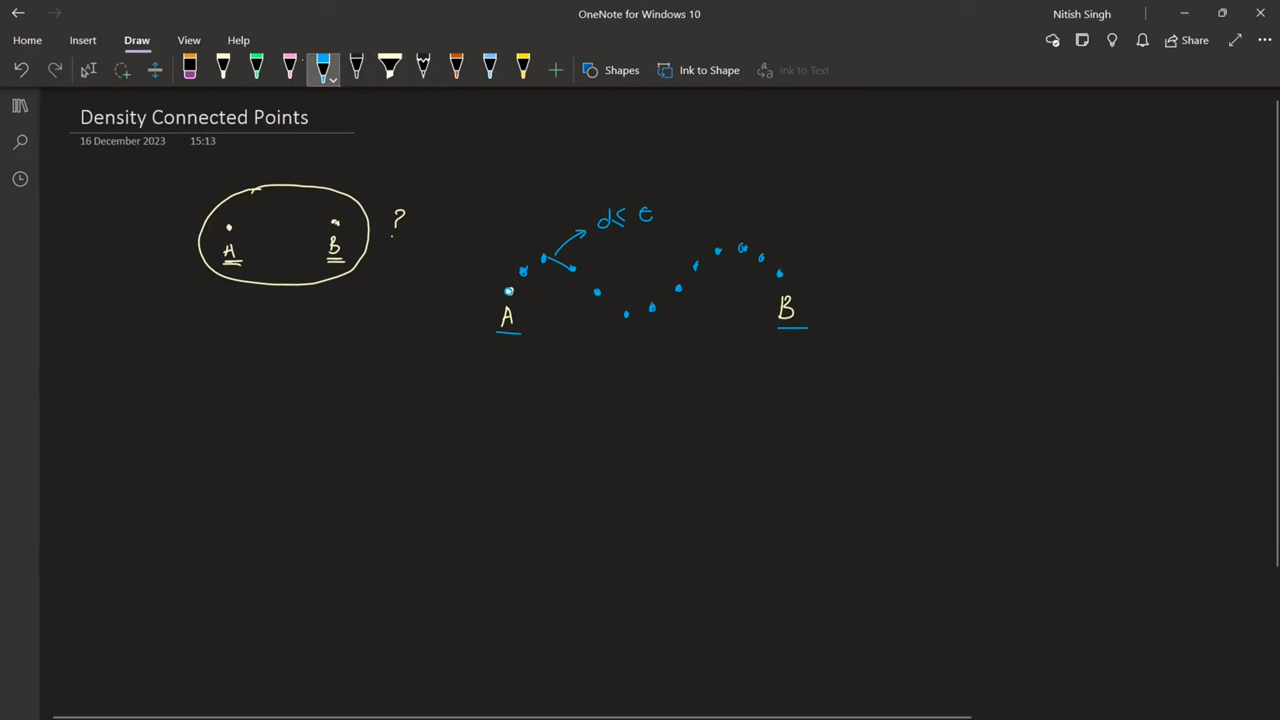 OneNote for Windows 10
Nitish Singh
Home Insert Draw View Help
Share
Shapes
Ink to Shape
Ink to Text
Density Connected Points
16 December 2023 15:13
A B ?
d ≤ ε
A B